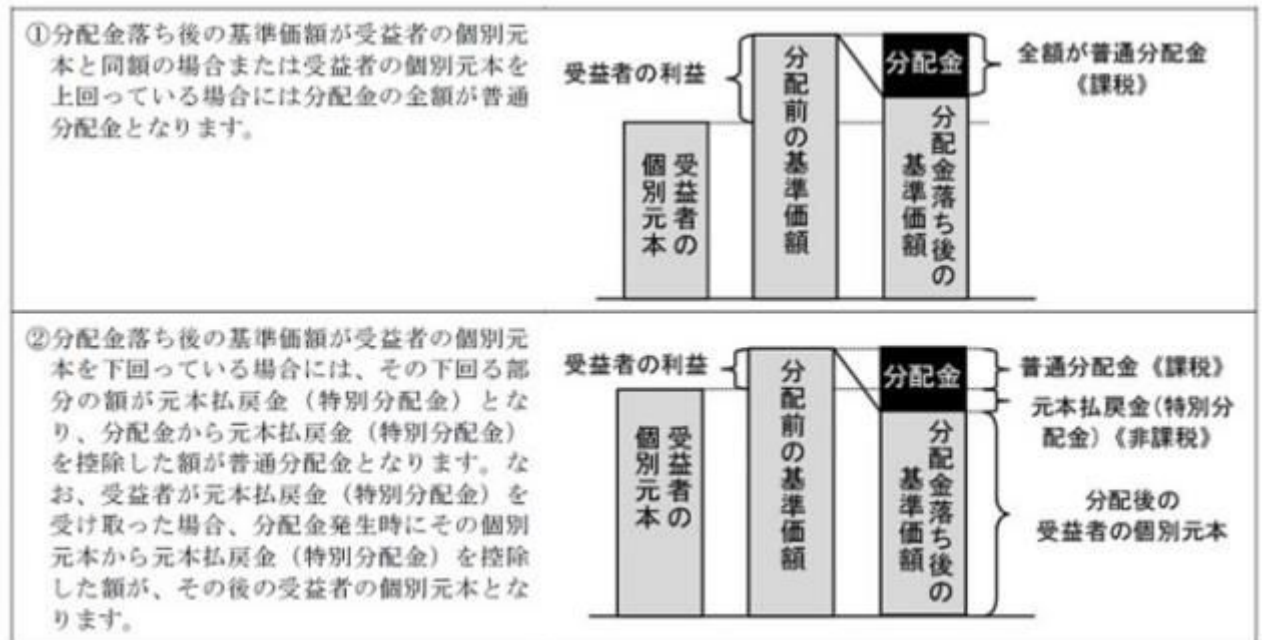 ①分配金落ち後の基準価額が受益者の個別元
本と同額の場合または受益者の個別元本を
上回っている場合には分配金の全額が普通
分配金となります。
受益者の利益
受益者の
個別元本
分配前の基準価額
分配金
分配金落ち後の
基準価額
全額が普通分配金
《課税》
②分配金落ち後の基準価額が受益者の個別元
本を下回っている場合には、その下回る部
分の額が元本払戻金（特別分配金）とな
り、分配金から元本払戻金（特別分配金）
を控除した額が普通分配金となります。な
お、受益者が元本払戻金（特別分配金）を
受け取った場合、分配金発生時にその個別
元本から元本払戻金（特別分配金）を控除
した額が、その後の受益者の個別元本とな
ります。
受益者の利益
受益者の
個別元本
分配前の基準価額
分配金
分配金落ち後の
基準価額
普通分配金《課税》
元本払戻金(特別分
配金)《非課税》
分配後の
受益者の個別元本